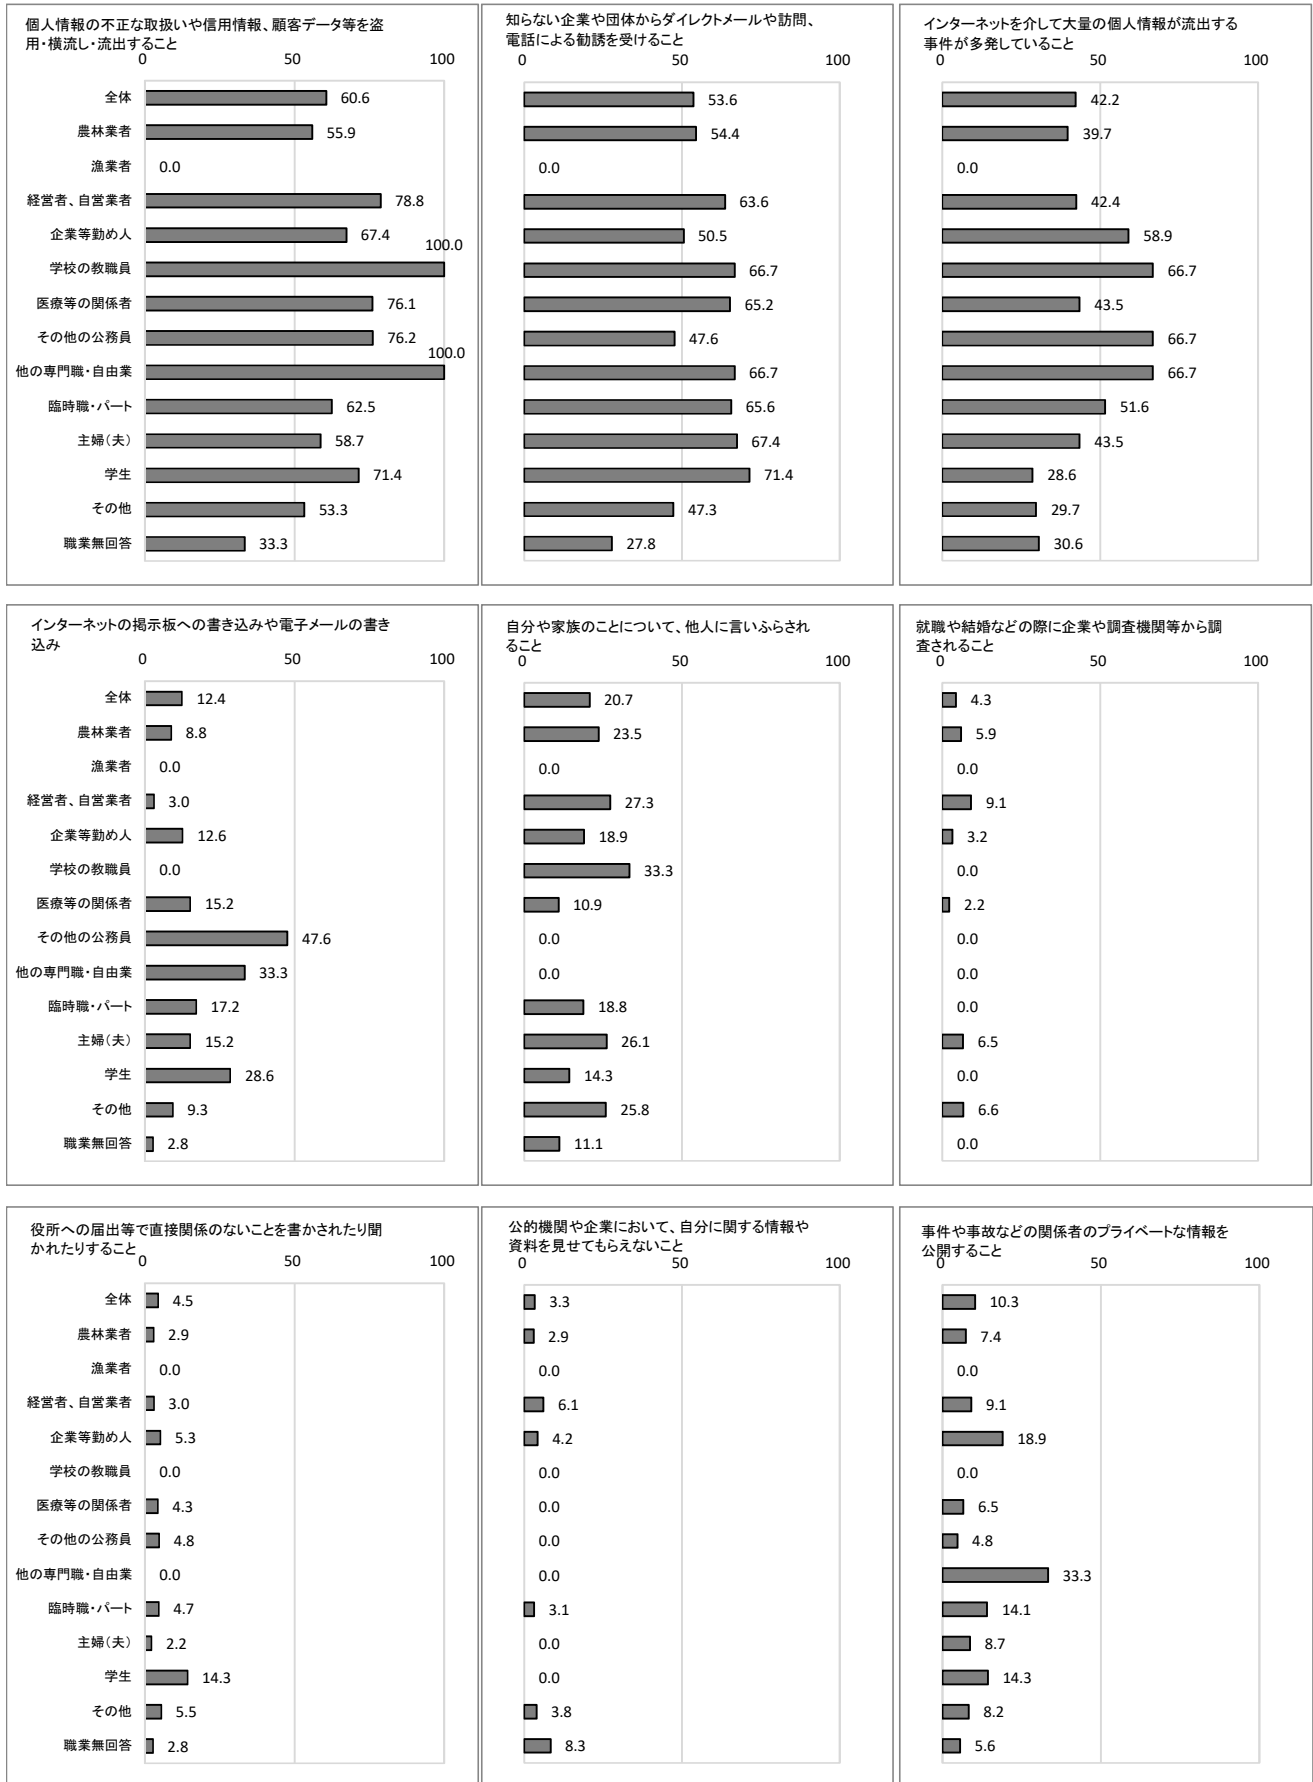 個人情報の不正な取扱いや信用情報、顧客データ等を盗
用・横流し・流出すること
0 50 100
全体 60.6
農林業者 55.9
漁業者 0.0
経営者、自営業者 78.8
企業等勤め人 67.4
学校の教職員 100.0
医療等の関係者 76.1
その他の公務員 76.2
他の専門職・自由業 100.0
臨時職・パート 62.5
主婦(夫) 58.7
学生 71.4
その他 53.3
職業無回答 33.3
知らない企業や団体からダイレクトメールや訪問、
電話による勧誘を受けること
0 50 100
53.6
54.4
0.0
63.6
50.5
66.7
65.2
47.6
66.7
65.6
67.4
71.4
47.3
27.8
インターネットを介して大量の個人情報が流出する
事件が多発していること
0 50 100
42.2
39.7
0.0
42.4
58.9
66.7
43.5
66.7
66.7
51.6
43.5
28.6
29.7
30.6
インターネットの掲示板への書き込みや電子メールの書き
込み
0 50 100
全体 12.4
農林業者 8.8
漁業者 0.0
経営者、自営業者 3.0
企業等勤め人 12.6
学校の教職員 0.0
医療等の関係者 15.2
その他の公務員 47.6
他の専門職・自由業 33.3
臨時職・パート 17.2
主婦(夫) 15.2
学生 28.6
その他 9.3
職業無回答 2.8
自分や家族のことについて、他人に言いふらされ
ること
0 50 100
20.7
23.5
0.0
27.3
18.9
33.3
10.9
0.0
0.0
18.8
26.1
14.3
25.8
11.1
就職や結婚などの際に企業や調査機関等から調
査されること
0 50 100
4.3
5.9
0.0
9.1
3.2
0.0
2.2
0.0
0.0
0.0
6.5
0.0
6.6
0.0
役所への届出等で直接関係のないことを書かされたり聞
かれたりすること
0 50 100
全体 4.5
農林業者 2.9
漁業者 0.0
経営者、自営業者 3.0
企業等勤め人 5.3
学校の教職員 0.0
医療等の関係者 4.3
その他の公務員 4.8
他の専門職・自由業 0.0
臨時職・パート 4.7
主婦(夫) 2.2
学生 14.3
その他 5.5
職業無回答 2.8
公的機関や企業において、自分に関する情報や
資料を見せてもらえないこと
0 50 100
3.3
2.9
0.0
6.1
4.2
0.0
0.0
0.0
0.0
3.1
0.0
0.0
3.8
8.3
事件や事故などの関係者のプライベートな情報を
公開すること
0 50 100
10.3
7.4
0.0
9.1
18.9
0.0
6.5
4.8
33.3
14.1
8.7
14.3
8.2
5.6